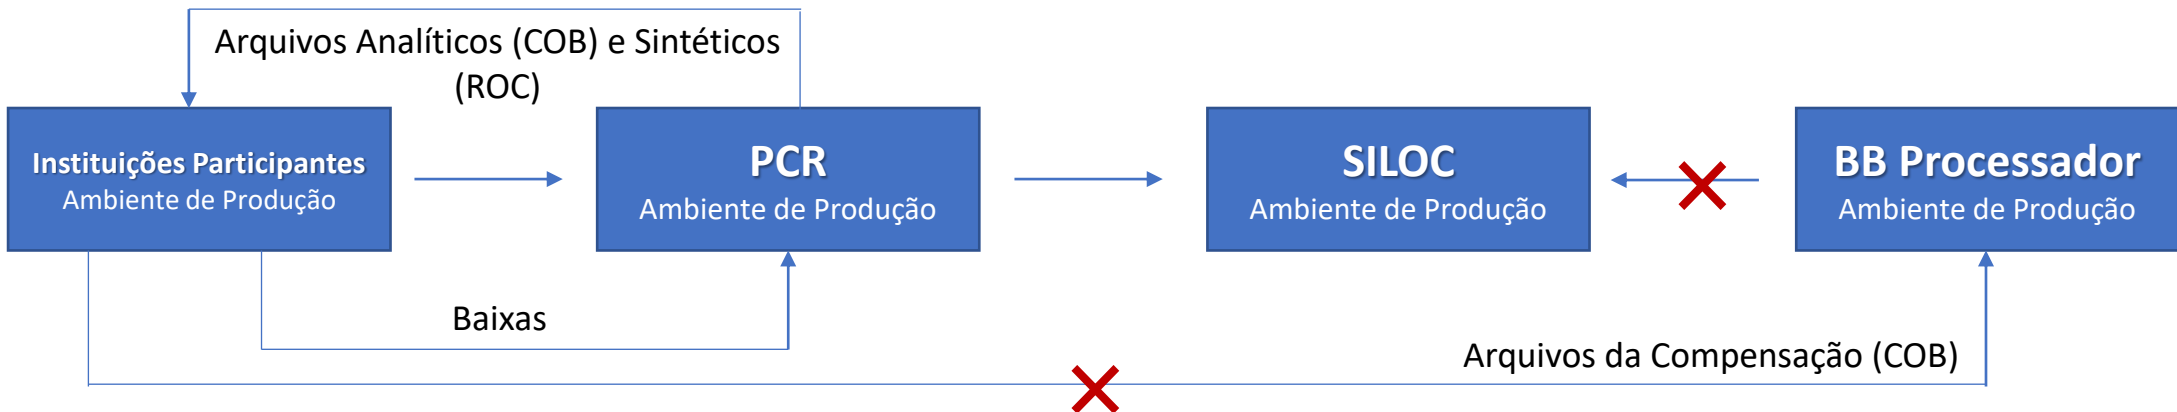 Arquivos Analíticos (COB) e Sintéticos
(ROC)
Instituições Participantes
Ambiente de Produção
PCR
Ambiente de Produção
SILOC
Ambiente de Produção
BB Processador
Ambiente de Produção
Baixas
Arquivos da Compensação (COB)